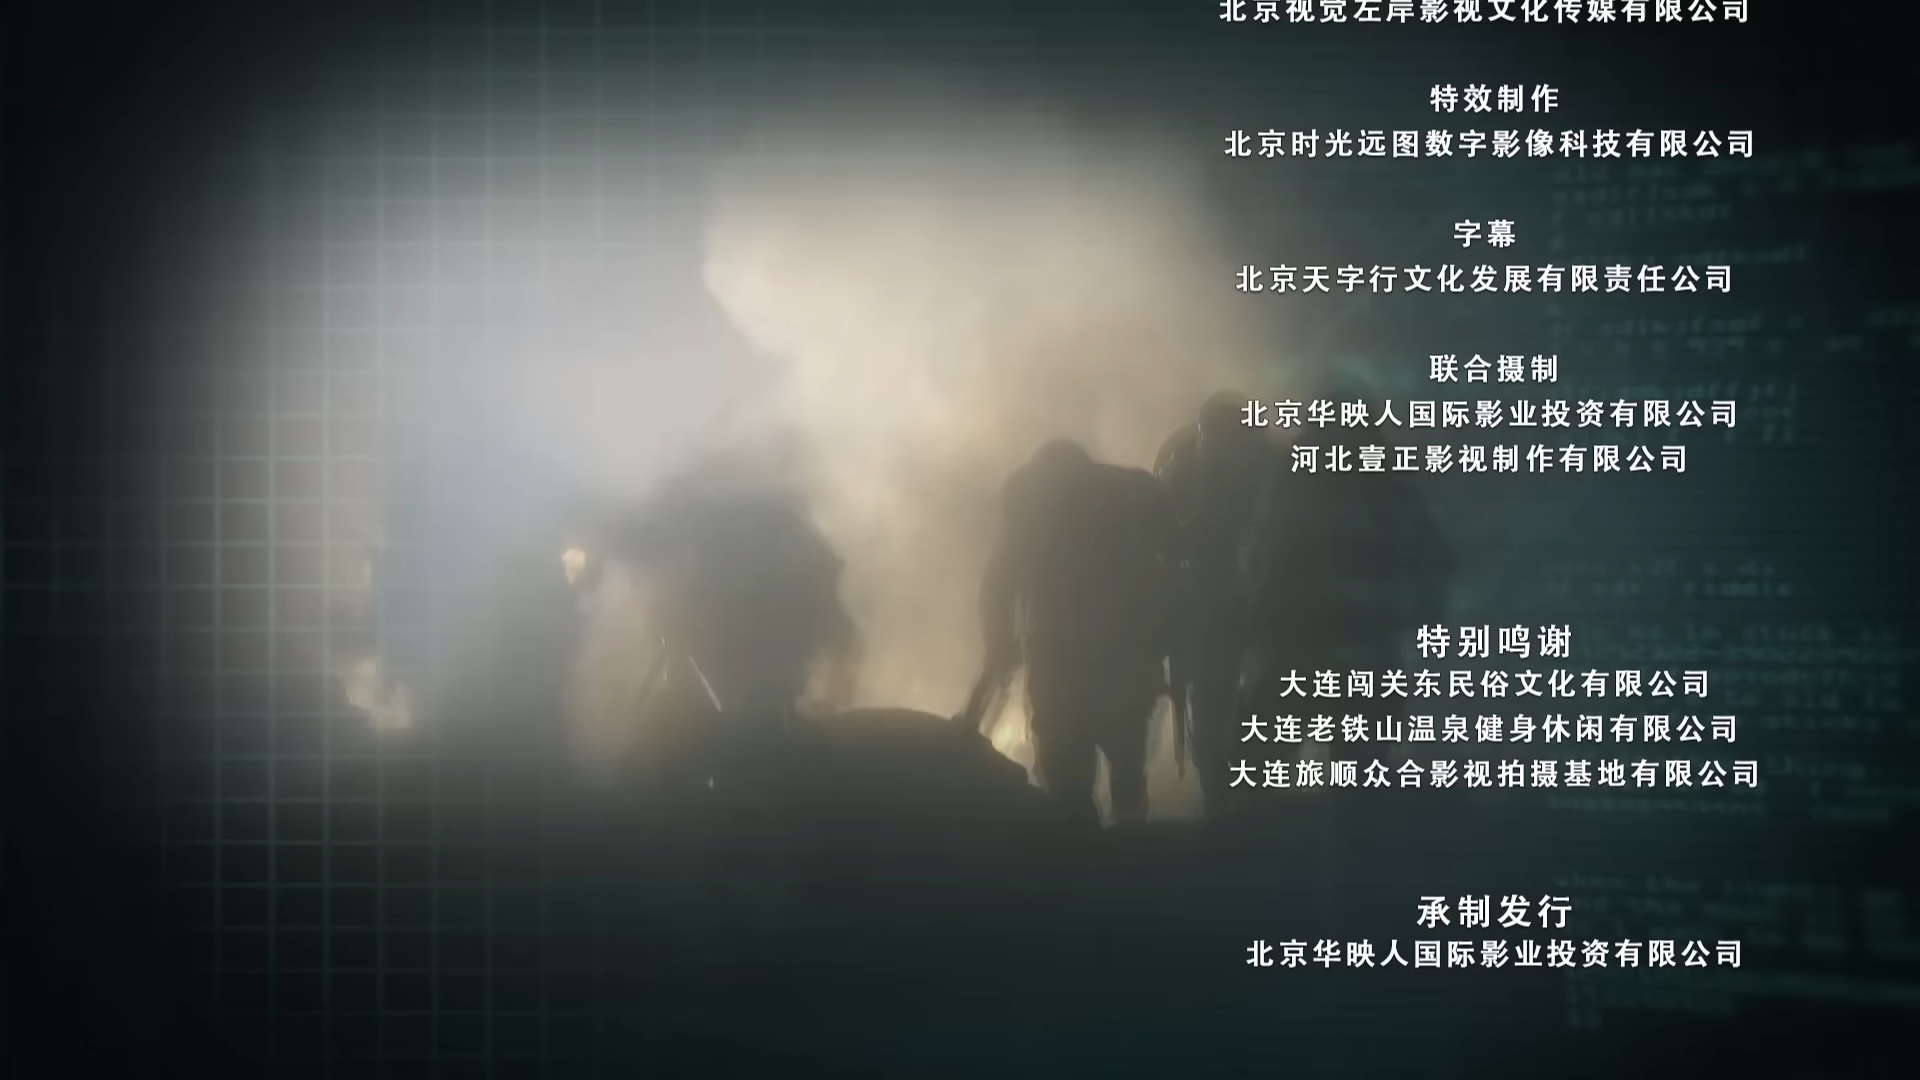 北京视觉左岸影视文化传媒有限公司
特效制作
北京时光远图数字影像科技有限公司
字幕
北京天字行文化发展有限责任公司
联合摄制
北京华映人国际影业投资有限公司
河北壹正影视制作有限公司
特别鸣谢
大连闯关东民俗文化有限公司
大连老铁山温泉健身休闲有限公司
大连旅顺众合影视拍摄基地有限公司
承制发行
北京华映人国际影业投资有限公司